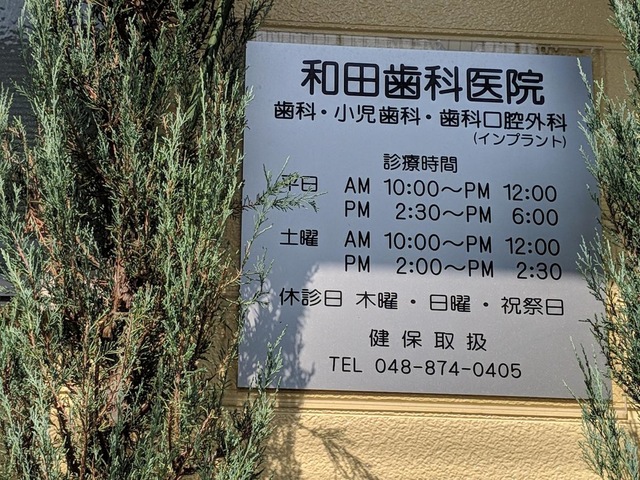 和田歯科医院
歯科・小児歯科・歯科口腔外科
(インプラント)
診療時間
平日 AM 10:00～PM 12:00
PM 2:30～PM 6:00
土曜 AM 10:00～PM 12:00
PM 2:00～PM 2:30
休診日 木曜・日曜・祝祭日
健保取扱
TEL 048-874-0405